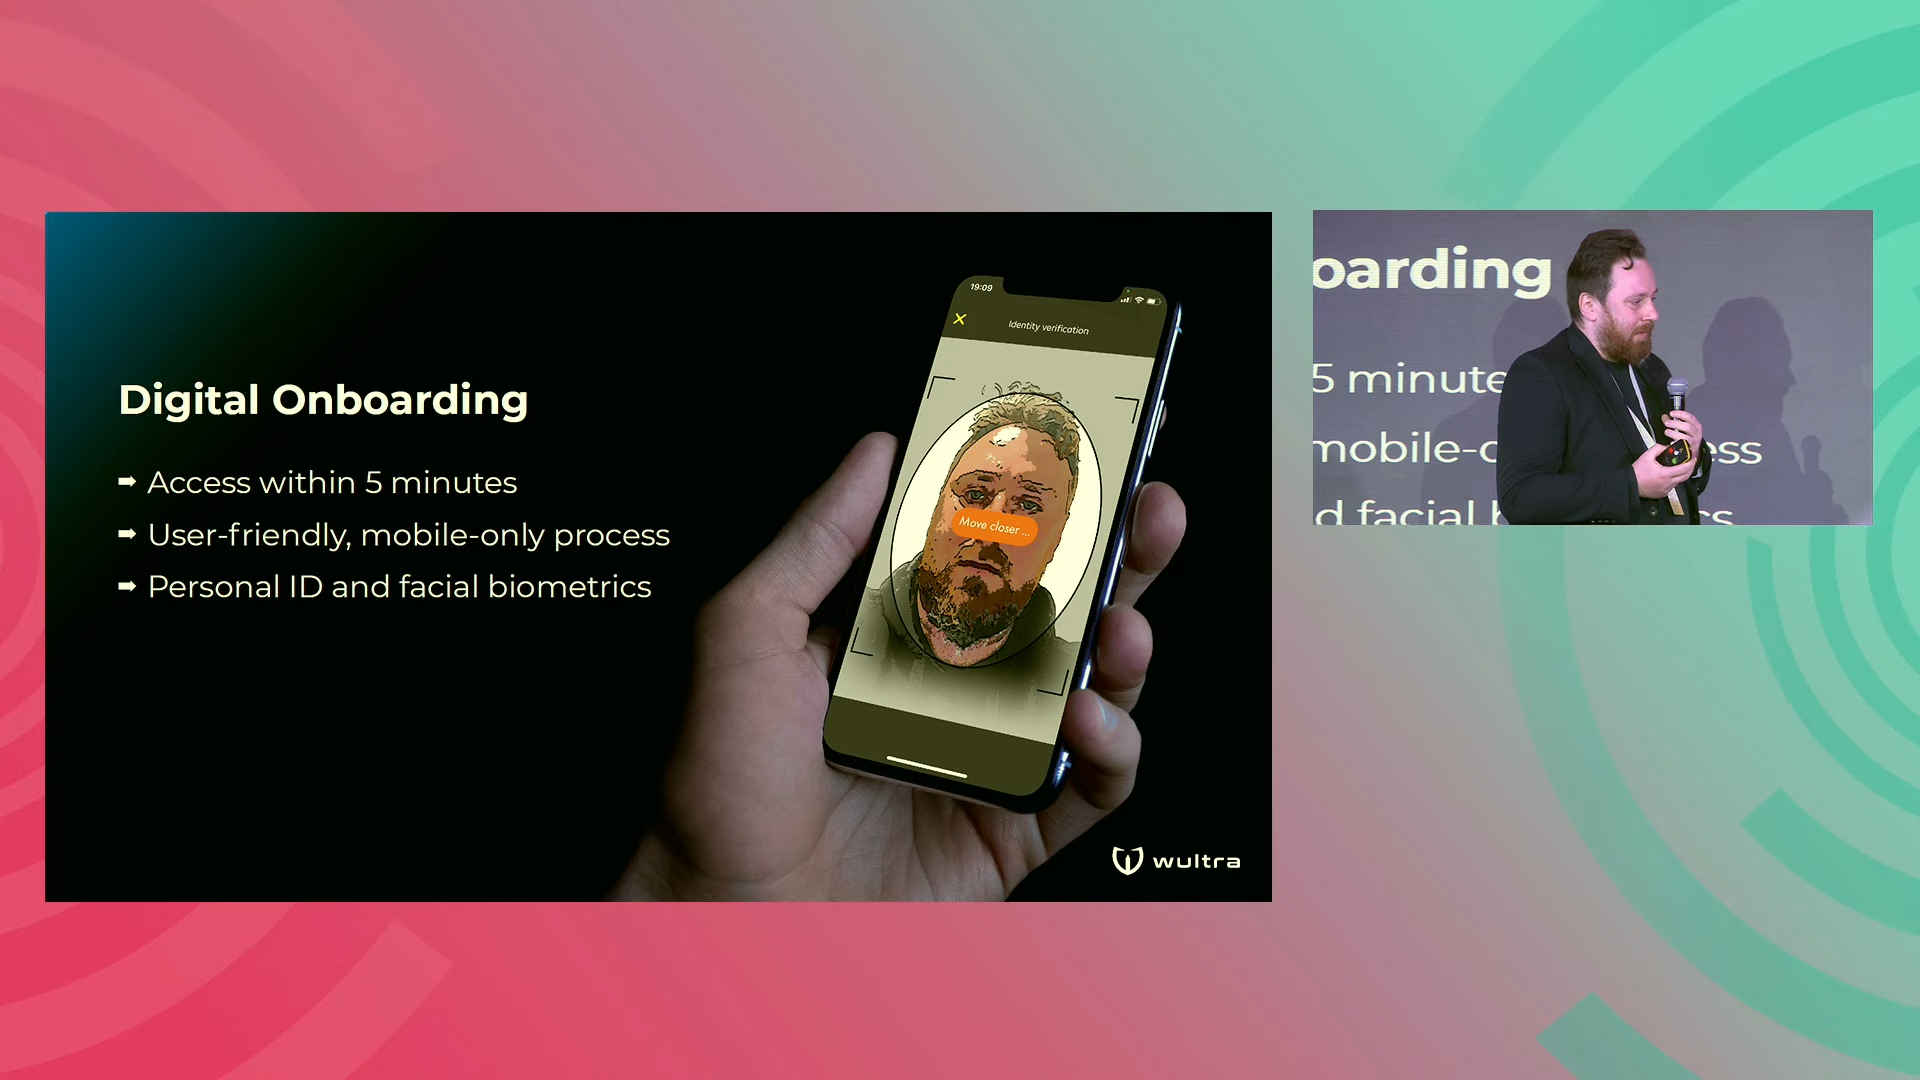 Digital Onboarding
➡ Access within 5 minutes
➡ User-friendly, mobile-only process
➡ Personal ID and facial biometrics
19:09
Identity verification
Move closer ...
wultra
oarding
5 minute
mobile-c
ess
d facial b
cs